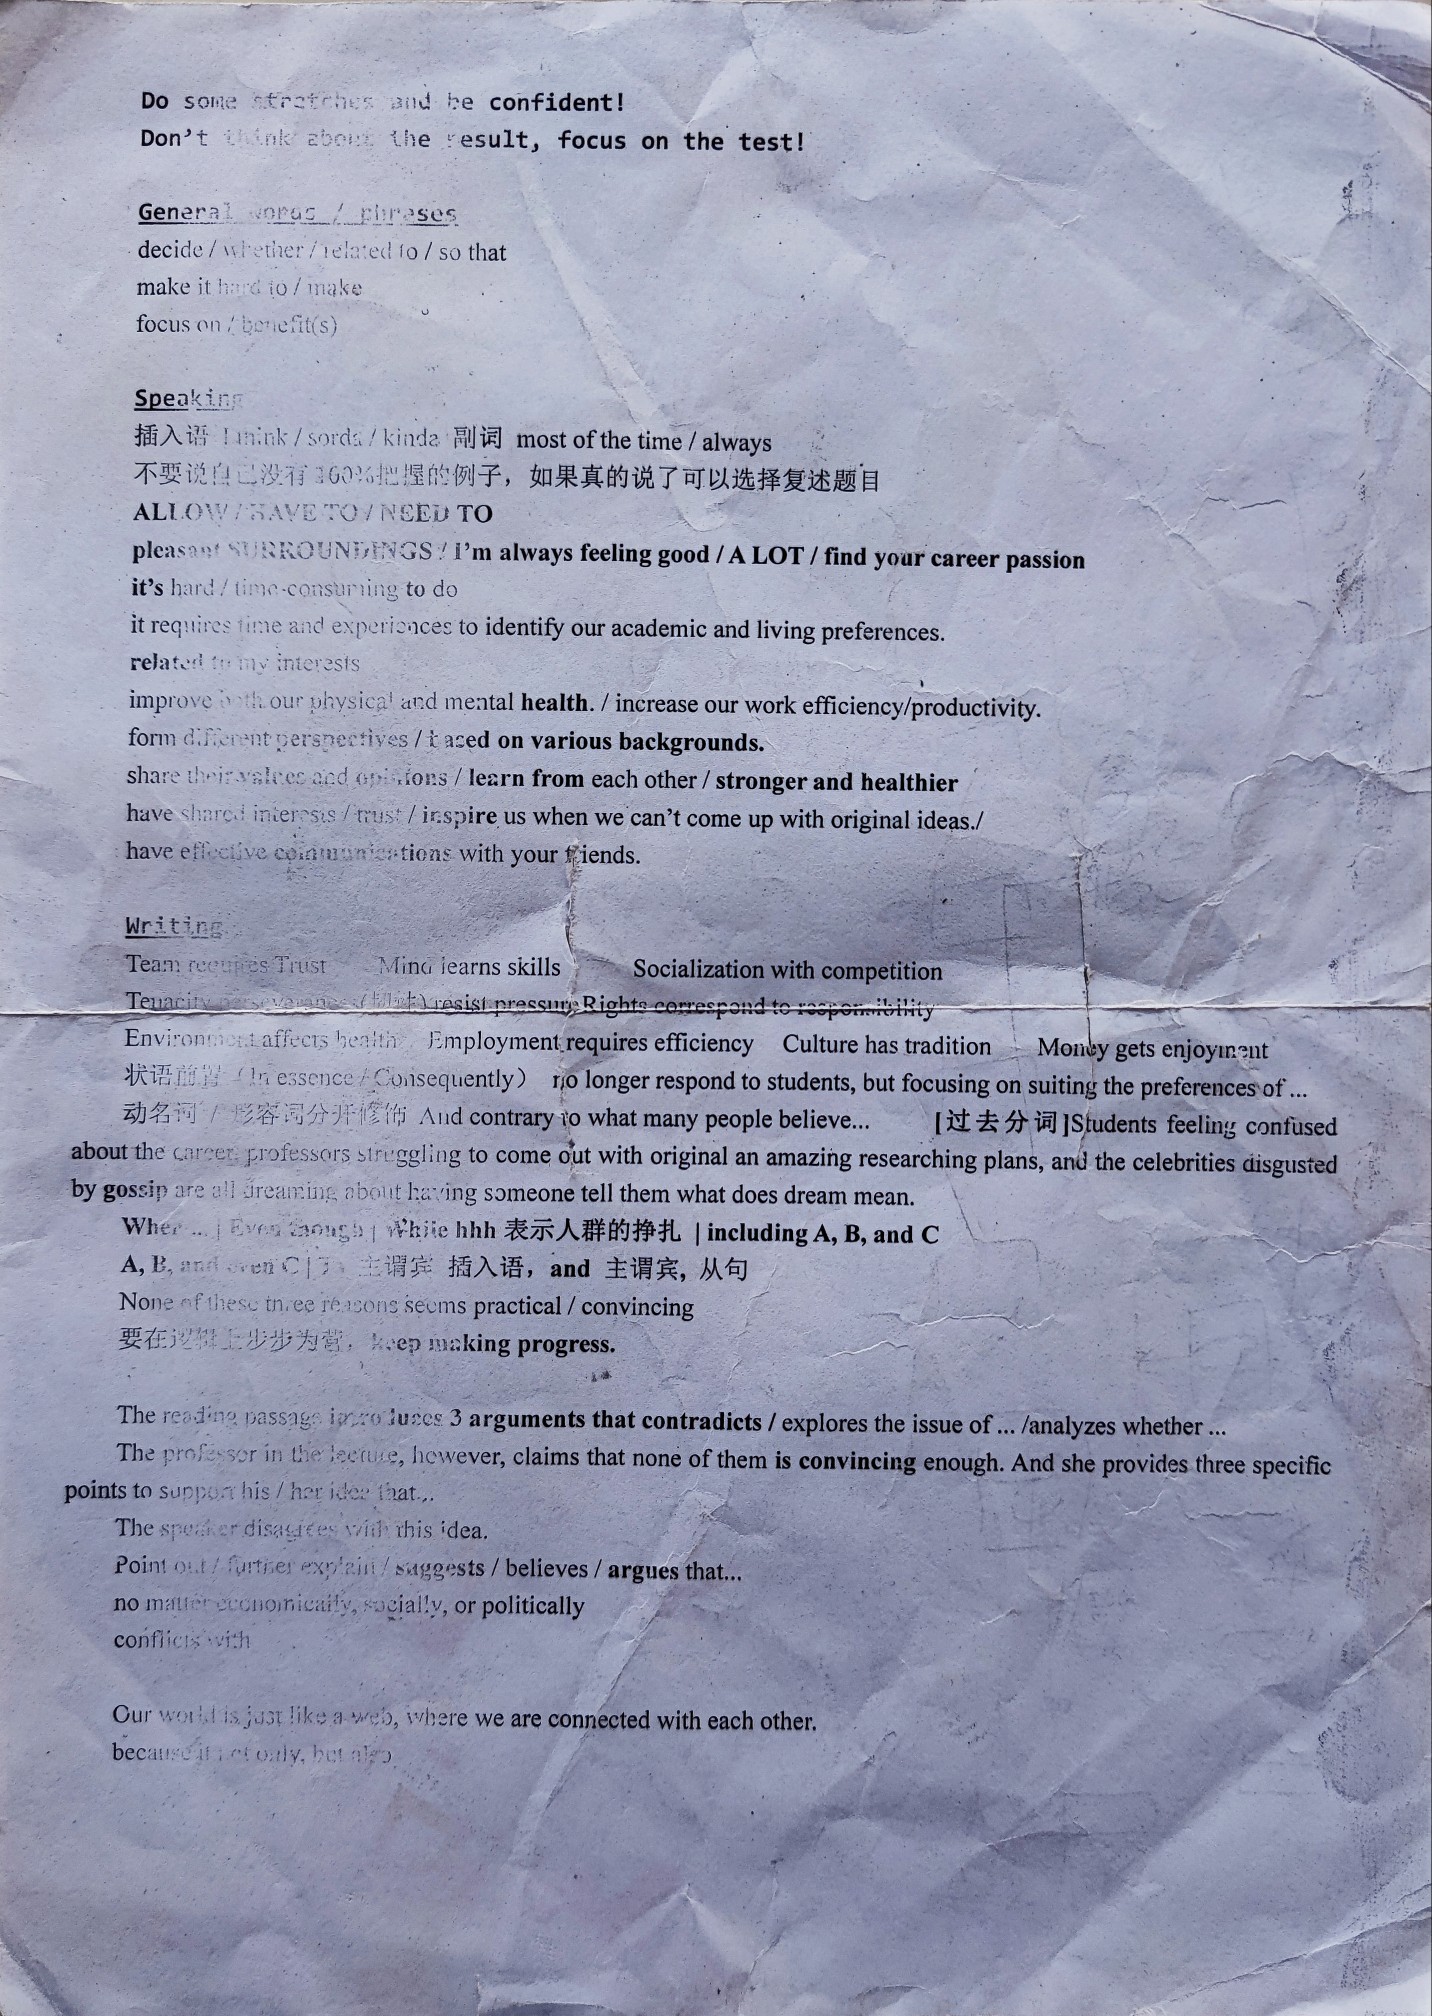 Do some stretches and be confident!
Don't think about the result, focus on the test!
General words / phrases
decide / whether / related to / so that
make it hard to / make
focus on / benefit(s)
Speaking
插入语 I think / sorda / kinda 副词 most of the time / always
不要说自己没有100%把握的例子，如果真的说了可以选择复述题目
ALLOW / HAVE TO / NEED TO
pleasant SURROUNDINGS / I'm always feeling good / A LOT / find your career passion
it's hard / time-consuming to do
it requires time and experiences to identify our academic and living preferences.
related to my interests
improve both our physical and mental health. / increase our work efficiency/productivity.
form different perspectives / based on various backgrounds.
share their values and opinions / learn from each other / stronger and healthier
have shared interests / trust / inspire us when we can't come up with original ideas./
have effective communications with your friends.
Writing
Team requires Trust Mind learns skills Socialization with competition
Tenacity perseverance resist pressure Rights correspond to responsibility
Environment affects health Employment requires efficiency Culture has tradition Money gets enjoyment
状语前置（In essence / Consequently） no longer respond to students, but focusing on suiting the preferences of ...
动名词 / 形容词分开修饰 And contrary to what many people believe... [过去分词]Students feeling confused
about the career, professors struggling to come out with original an amazing researching plans, and the celebrities disgusted
by gossip are all dreaming about having someone tell them what does dream mean.
When ... | Even though | While hhh 表示人群的挣扎 | including A, B, and C
A, B, and even C | 主谓宾 插入语，and 主谓宾, 从句
None of these three reasons seems practical / convincing
要在逻辑上步步为营，keep making progress.
The reading passage introduces 3 arguments that contradicts / explores the issue of ... /analyzes whether ...
The professor in the lecture, however, claims that none of them is convincing enough. And she provides three specific
points to support his / her idea that...
The speaker disagrees with this idea.
Point out / further explain / suggests / believes / argues that...
no matter economically, socially, or politically
conflicts with
Our world is just like a web, where we are connected with each other.
because it not only, but also